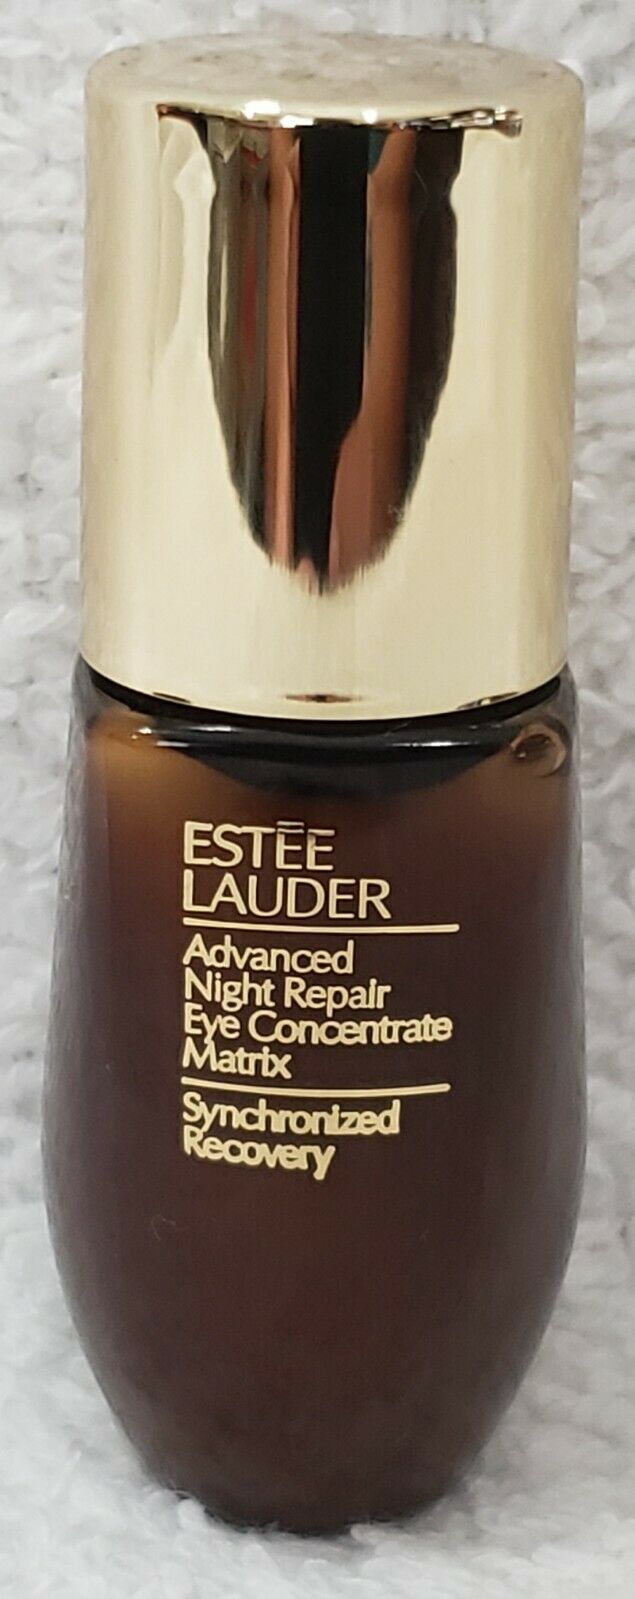 ESTĒE
LAUDER
Advanced
Night Repair
Eye Concentrate
Matrix
Synchronized
Recovery